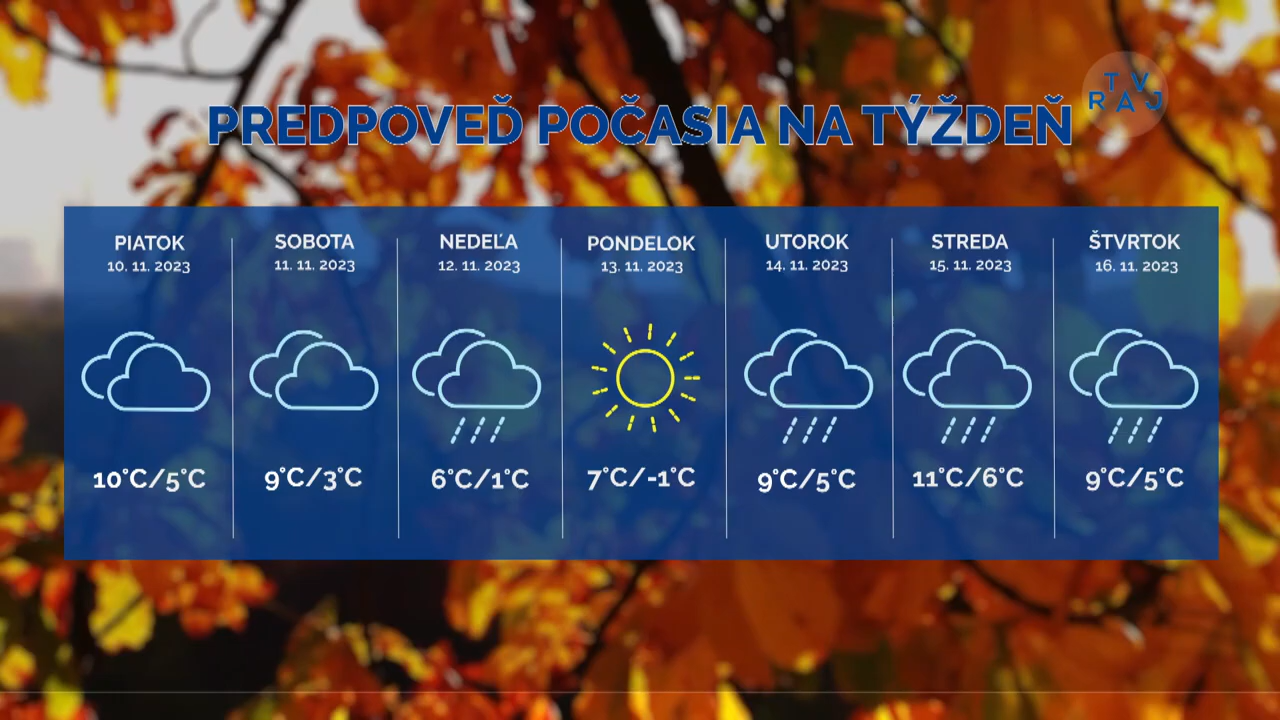 TV
RAJ
PREDPOVEĎ POČASIA NA TÝŽDEŇ
PIATOK
10. 11. 2023
10°C/5°C
SOBOTA
11. 11. 2023
9°C/3°C
NEDEĽA
12. 11. 2023
6°C/1°C
PONDELOK
13. 11. 2023
7°C/-1°C
UTOROK
14. 11. 2023
9°C/5°C
STREDA
15. 11. 2023
11°C/6°C
ŠTVRTOK
16. 11. 2023
9°C/5°C